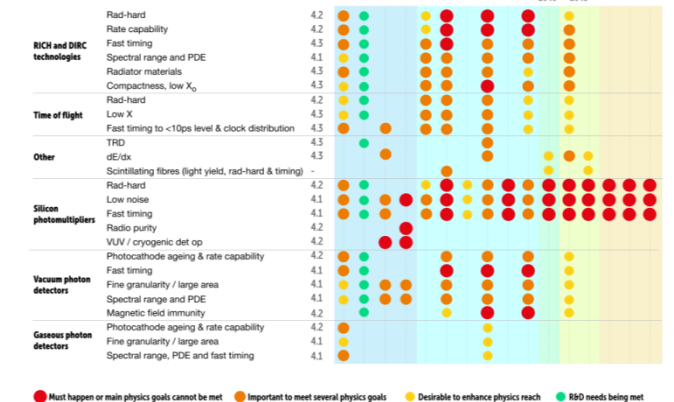 Rad-hard 4.2
RICH and DIRC technologies
Rate capability 4.2
Fast timing 4.3
Spectral range and PDE 4.1
Radiator materials 4.3
Compactness, low X0 4.3
Time of flight
Rad-hard 4.2
Low X 4.3
Fast timing to <10ps level & clock distribution 4.3
Other
TRD 4.3
dE/dx 4.3
Scintillating fibres (light yield, rad-hard & timing) -
Silicon photomultipliers
Rad-hard 4.2
Low noise 4.1
Fast timing 4.1
Radio purity 4.2
VUV / cryogenic det op 4.2
Vacuum photon detectors
Photocathode ageing & rate capability 4.2
Fast timing 4.1
Fine granularity / large area 4.1
Spectral range and PDE 4.1
Magnetic field immunity 4.2
Gaseous photon detectors
Photocathode ageing & rate capability 4.2
Fine granularity / large area 4.1
Spectral range, PDE and fast timing 4.1
Must happen or main physics goals cannot be met Important to meet several physics goals Desirable to enhance physics reach R&D needs being met